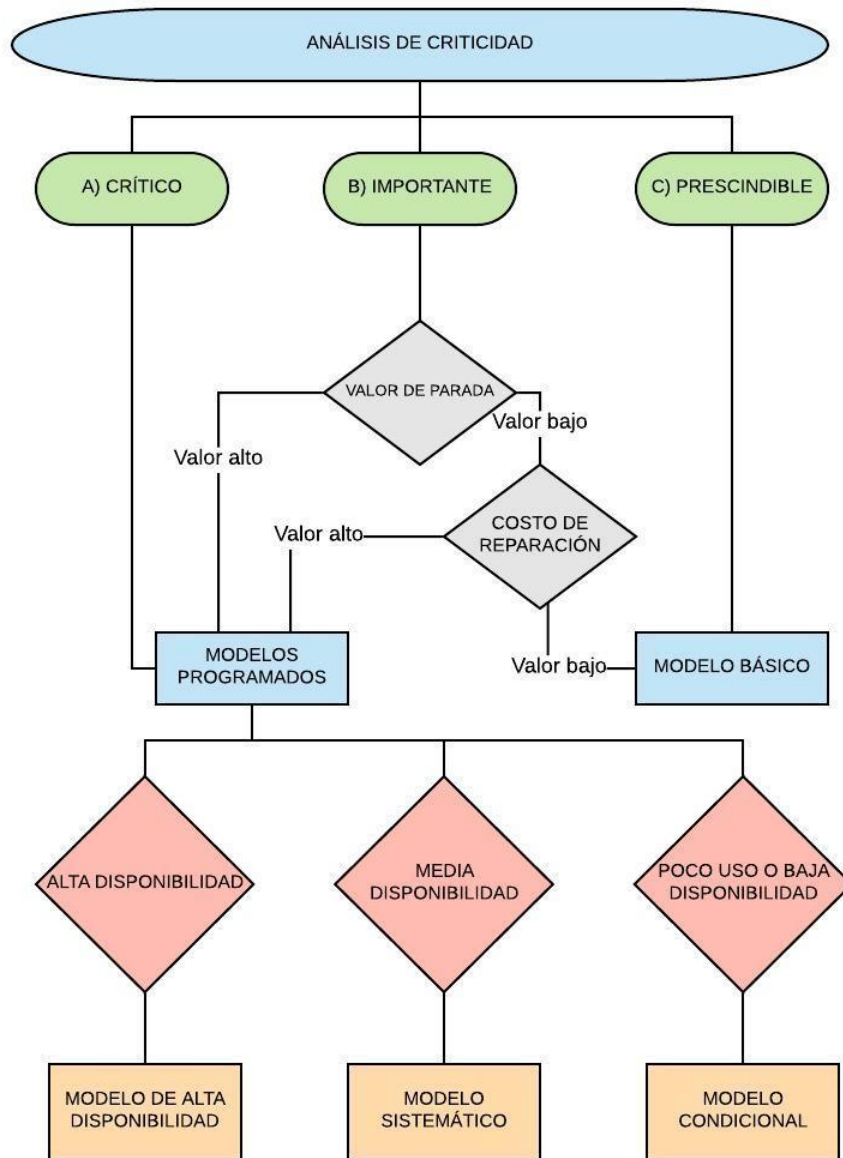 ANÁLISIS DE CRITICIDAD
A) CRÍTICO
B) IMPORTANTE
C) PRESCINDIBLE
VALOR DE PARADA
Valor bajo
Valor alto
COSTO DE
REPARACIÓN
Valor alto
MODELOS
PROGRAMADOS
Valor bajo
MODELO BÁSICO
ALTA DISPONIBILIDAD
MEDIA
DISPONIBILIDAD
POCO USO O BAJA
DISPONIBILIDAD
MODELO DE ALTA
DISPONIBILIDAD
MODELO
SISTEMÁTICO
MODELO
CONDICIONAL